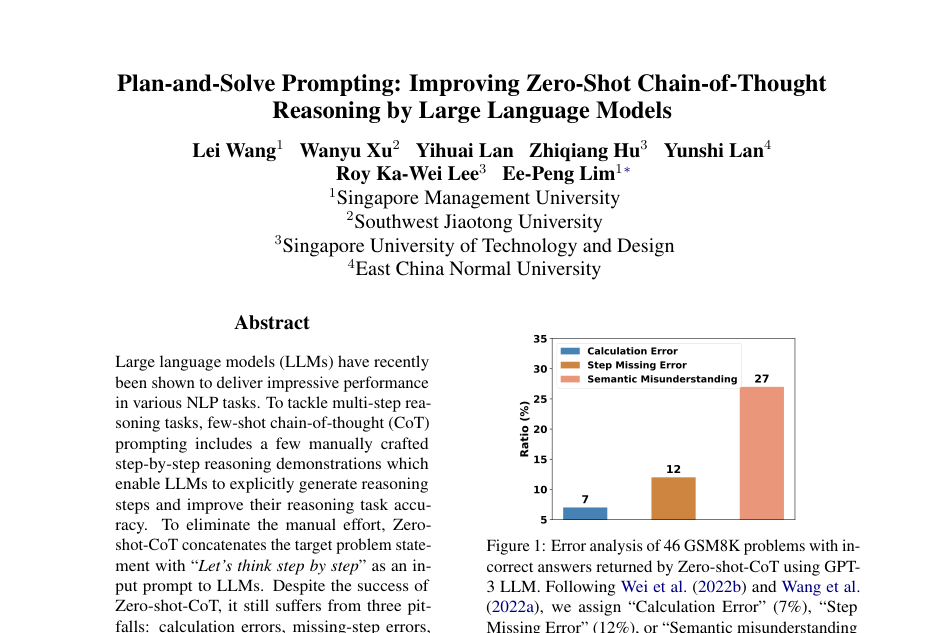 Plan-and-Solve Prompting: Improving Zero-Shot Chain-of-Thought
Reasoning by Large Language Models
Lei Wang1 Wanyu Xu2 Yihuai Lan Zhiqiang Hu3 Yunshi Lan4
Roy Ka-Wei Lee3 Ee-Peng Lim1*
1Singapore Management University
2Southwest Jiaotong University
3Singapore University of Technology and Design
4East China Normal University
Abstract
Large language models (LLMs) have recently
been shown to deliver impressive performance
in various NLP tasks. To tackle multi-step rea-
soning tasks, few-shot chain-of-thought (CoT)
prompting includes a few manually crafted
step-by-step reasoning demonstrations which
enable LLMs to explicitly generate reasoning
steps and improve their reasoning task accu-
racy. To eliminate the manual effort, Zero-
shot-CoT concatenates the target problem state-
ment with “Let’s think step by step” as an in-
put prompt to LLMs. Despite the success of
Zero-shot-CoT, it still suffers from three pit-
falls: calculation errors, missing-step errors,
35
30
25
20
15
10
5
Ratio (%)
Calculation Error
Step Missing Error
Semantic Misunderstanding
7
12
27
Figure 1: Error analysis of 46 GSM8K problems with in-
correct answers returned by Zero-shot-CoT using GPT-
3 LLM. Following Wei et al. (2022b) and Wang et al.
(2022a), we assign “Calculation Error” (7%), “Step
Missing Error” (12%), or “Semantic misunderstanding